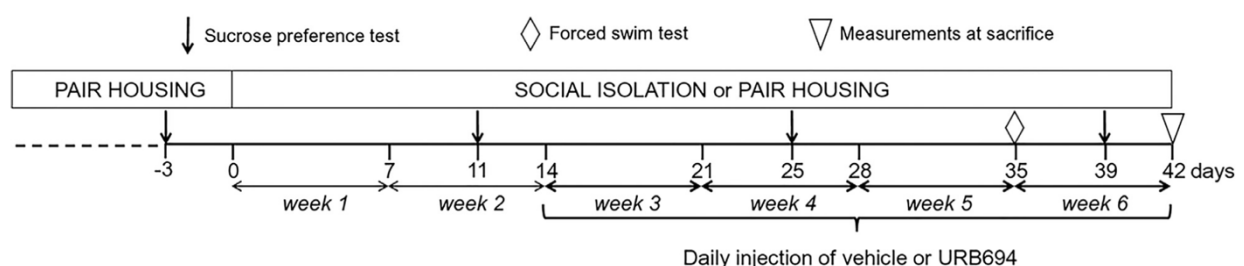 Sucrose preference test
Forced swim test
Measurements at sacrifice
PAIR HOUSING
SOCIAL ISOLATION or PAIR HOUSING
-3 0 7 11 14 21 25 28 35 39 42 days
week 1 week 2 week 3 week 4 week 5 week 6
Daily injection of vehicle or URB694